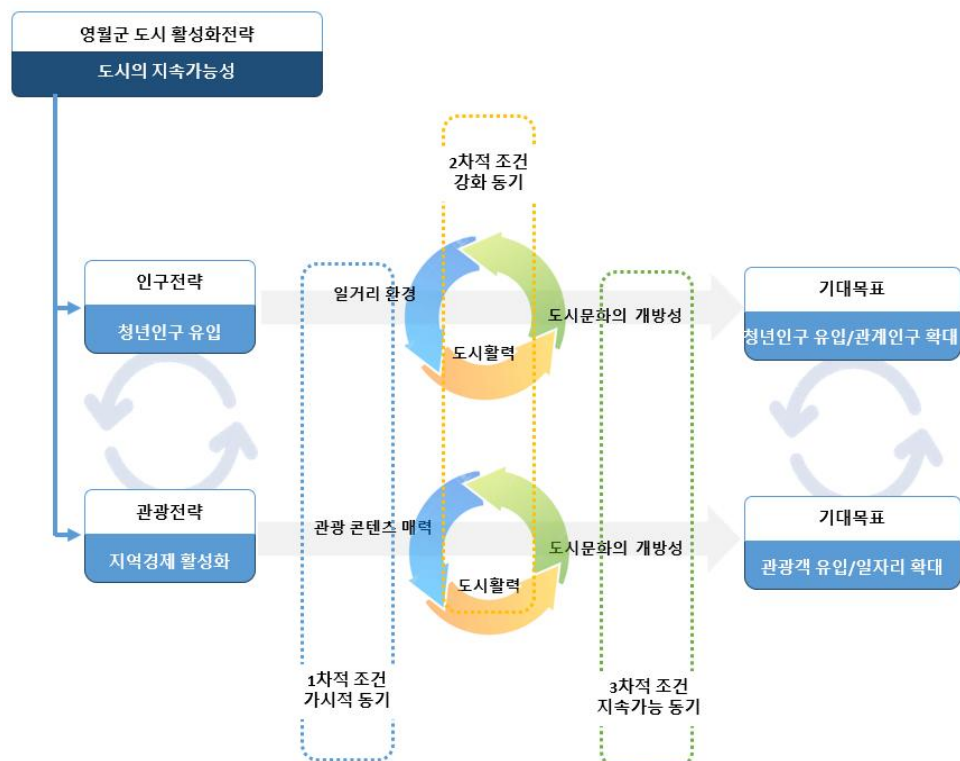 영월군 도시 활성화전략
도시의 지속가능성
2차적 조건
강화 동기
인구전략
청년인구 유입
일거리 환경
도시활력
도시문화의 개방성
기대목표
청년인구 유입/관계인구 확대
관광전략
지역경제 활성화
관광 콘텐츠 매력
도시활력
도시문화의 개방성
기대목표
관광객 유입/일자리 확대
1차적 조건
가시적 동기
3차적 조건
지속가능 동기